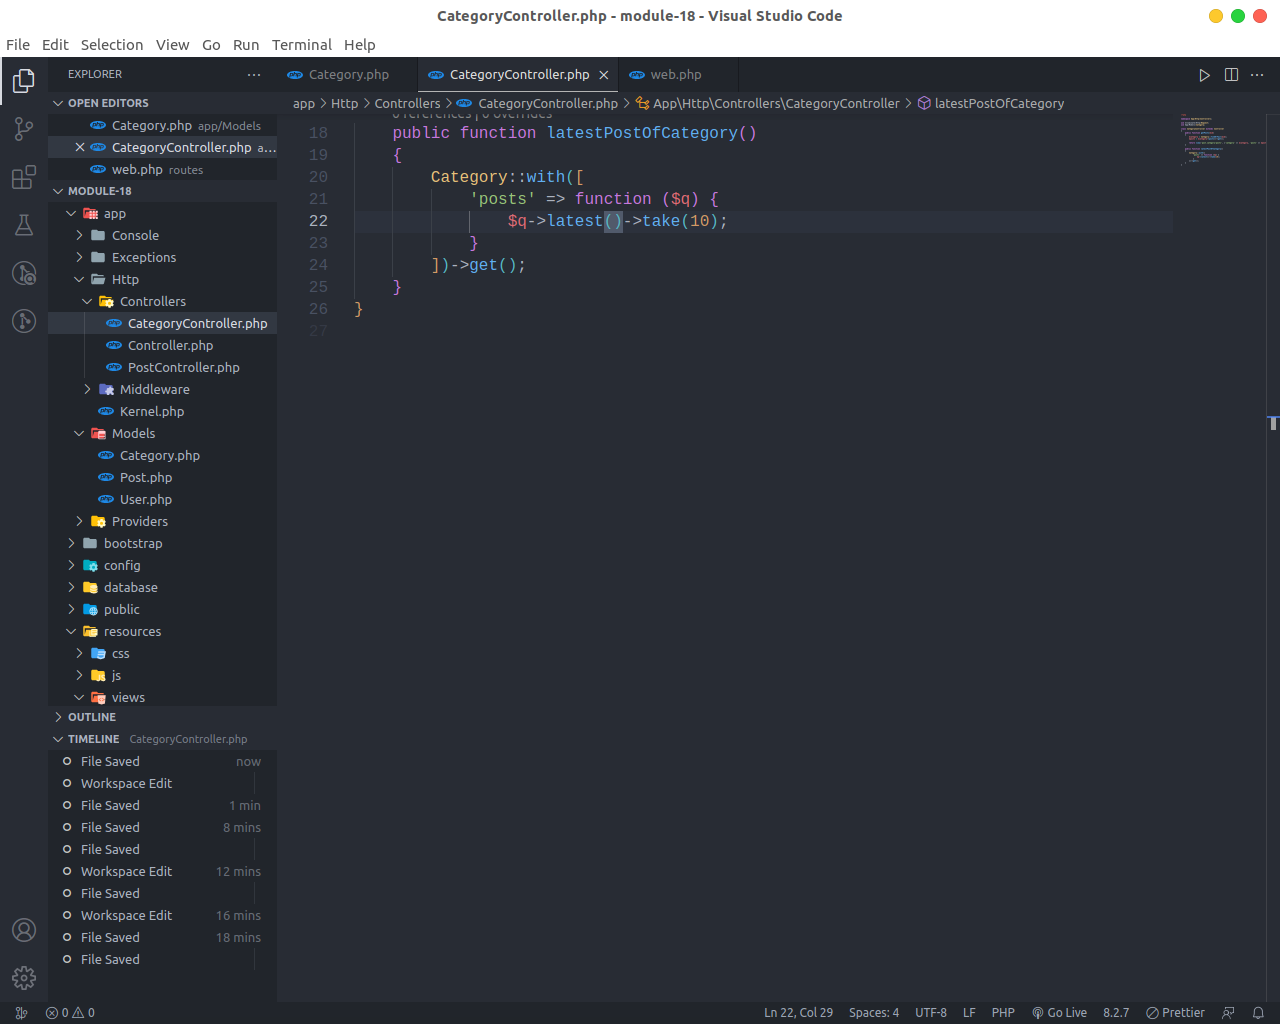 CategoryController.php - module-18 - Visual Studio Code
File Edit Selection View Go Run Terminal Help
EXPLORER
Category.php
CategoryController.php
web.php
OPEN EDITORS
Category.php app/Models
CategoryController.php a...
web.php routes
MODULE-18
app
Console
Exceptions
Http
Controllers
CategoryController.php
Controller.php
PostController.php
Middleware
Kernel.php
Models
Category.php
Post.php
User.php
Providers
bootstrap
config
database
public
resources
css
js
views
OUTLINE
TIMELINE CategoryController.php
File Saved now
Workspace Edit
File Saved 1 min
File Saved 8 mins
File Saved
Workspace Edit 12 mins
File Saved
Workspace Edit 16 mins
File Saved 18 mins
File Saved
app > Http > Controllers > CategoryController.php > App\Http\Controllers\CategoryController > latestPostOfCategory
0 references | 0 overrides
18 public function latestPostOfCategory()
19 {
20 Category::with([
21 'posts' => function ($q) {
22 $q->latest()->take(10);
23 }
24 ])->get();
25 }
26 }
27
0 0 Ln 22, Col 29 Spaces: 4 UTF-8 LF PHP Go Live 8.2.7 Prettier